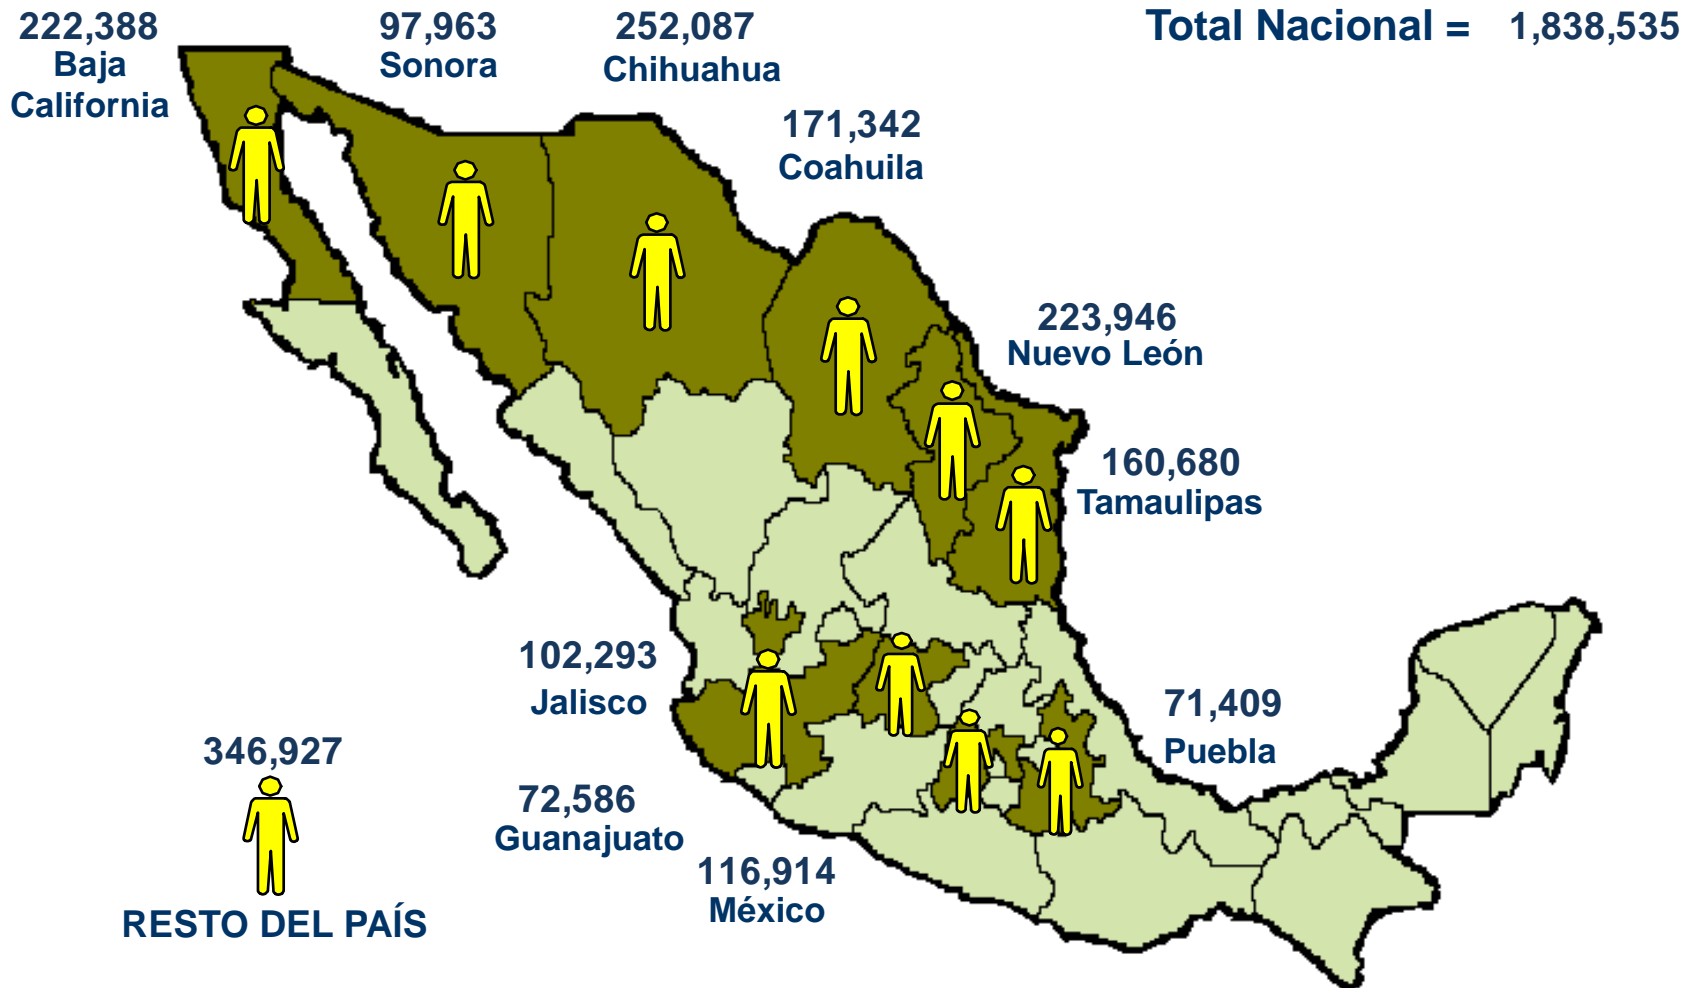 222,388
Baja
California
97,963
Sonora
252,087
Chihuahua
Total Nacional = 1,838,535
171,342
Coahuila
223,946
Nuevo León
160,680
Tamaulipas
102,293
Jalisco
71,409
Puebla
346,927
RESTO DEL PAÍS
72,586
Guanajuato
116,914
México